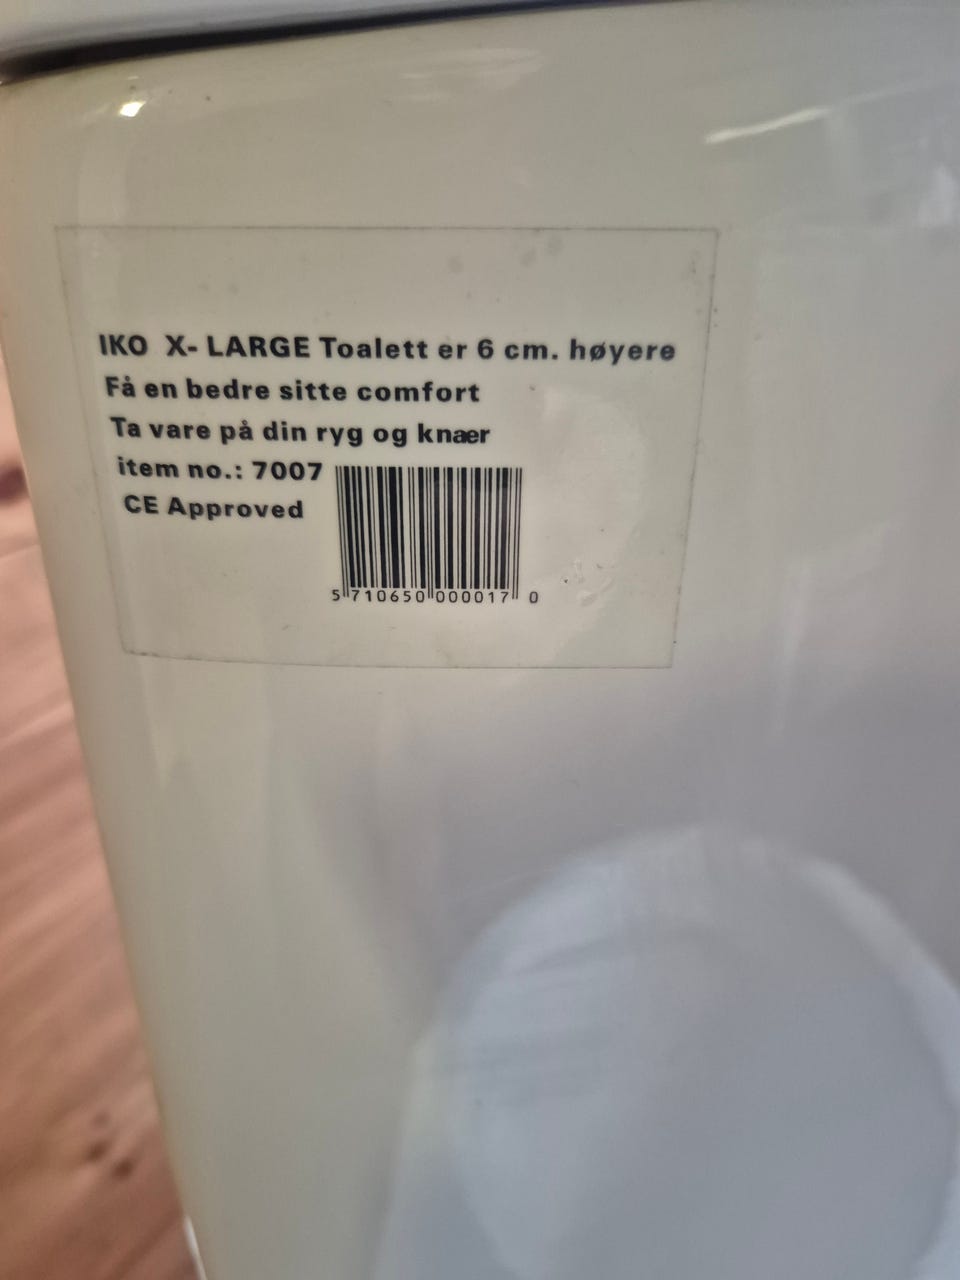 IKO X- LARGE Toalett er 6 cm. høyere
Få en bedre sitte comfort
Ta vare på din ryg og knaer
item no.: 7007
CE Approved
5 710650 000017 0